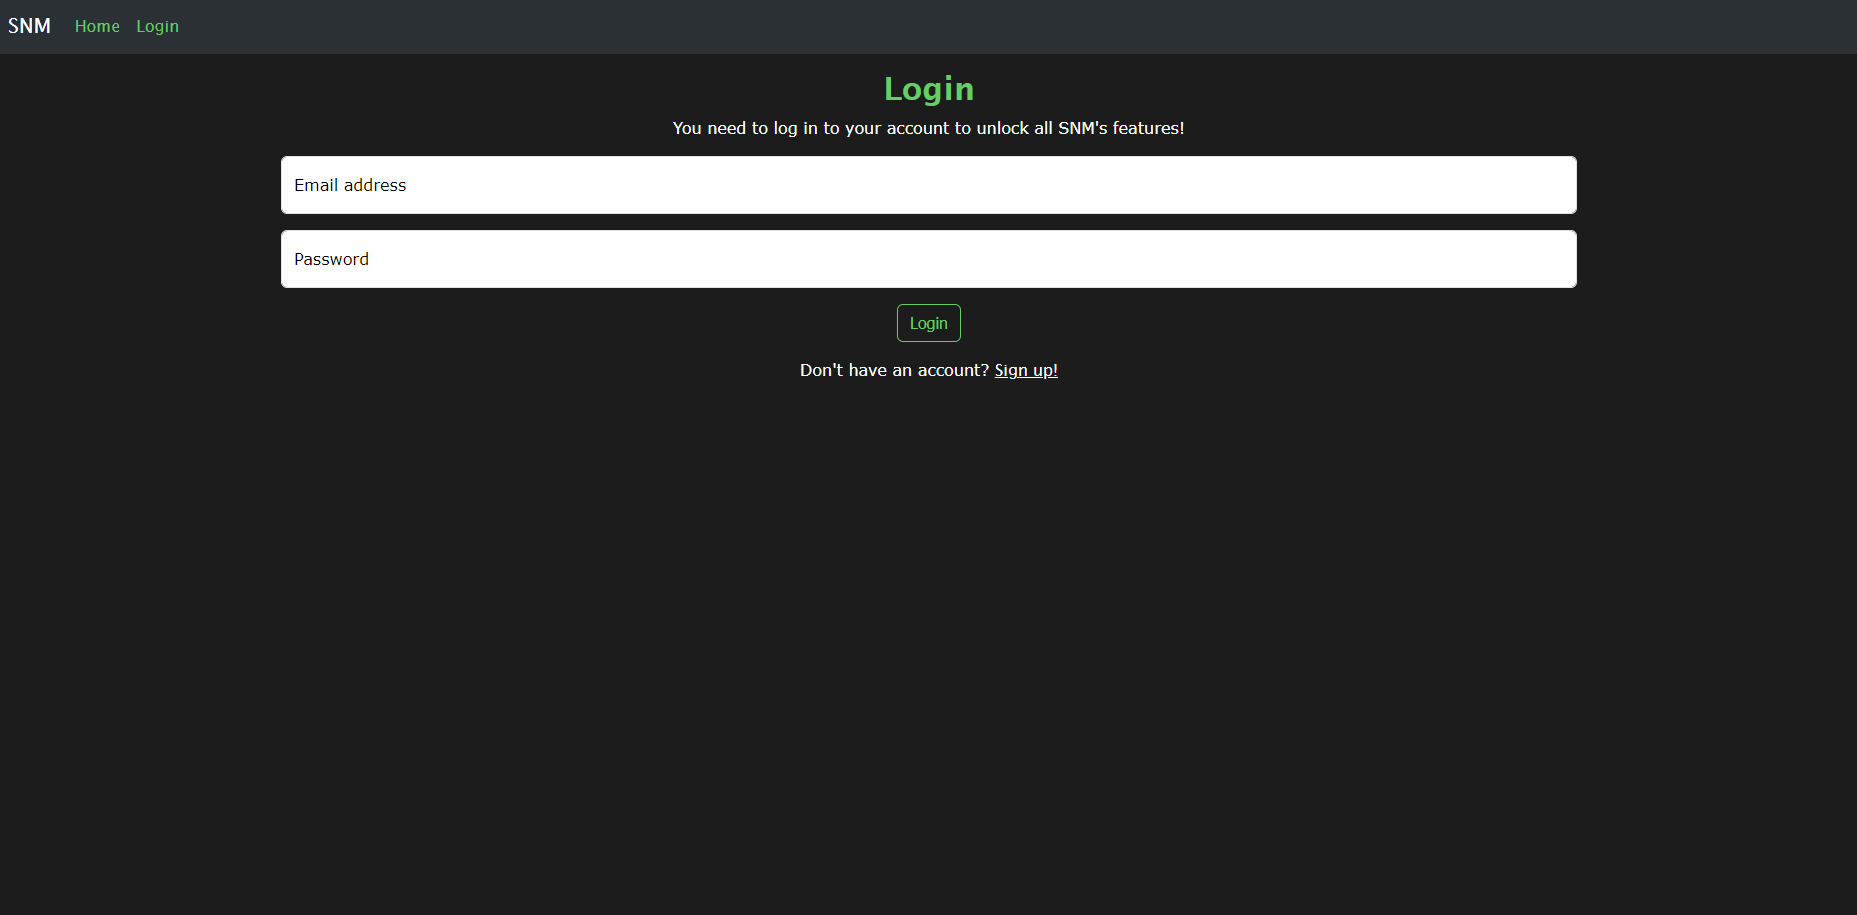 SNM Home Login
Login
You need to log in to your account to unlock all SNM's features!
Email address
Password
Login
Don't have an account? Sign up!